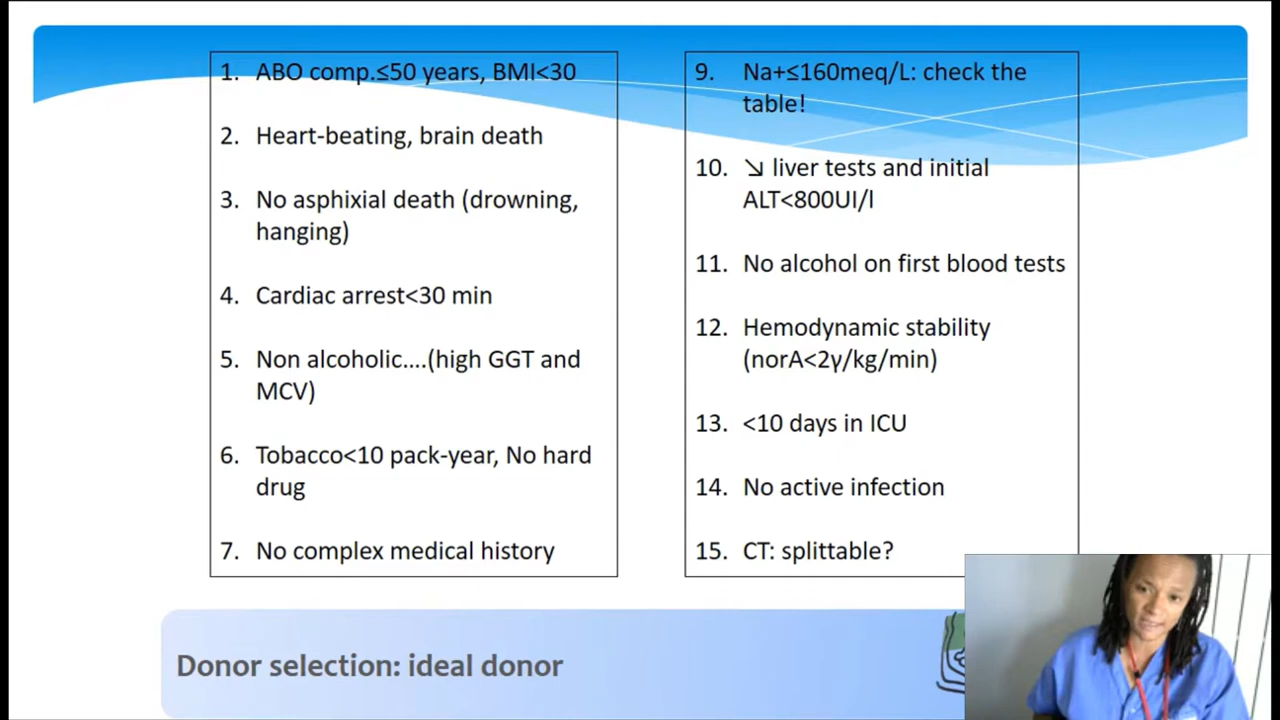 1. ABO comp.≤50 years, BMI<30
2. Heart-beating, brain death
3. No asphixial death (drowning,
hanging)
4. Cardiac arrest<30 min
5. Non alcoholic....(high GGT and
MCV)
6. Tobacco<10 pack-year, No hard
drug
7. No complex medical history
9. Na+≤160meq/L: check the
table!
10. ↘ liver tests and initial
ALT<800UI/l
11. No alcohol on first blood tests
12. Hemodynamic stability
(norA<2γ/kg/min)
13. <10 days in ICU
14. No active infection
15. CT: splittable?
Donor selection: ideal donor